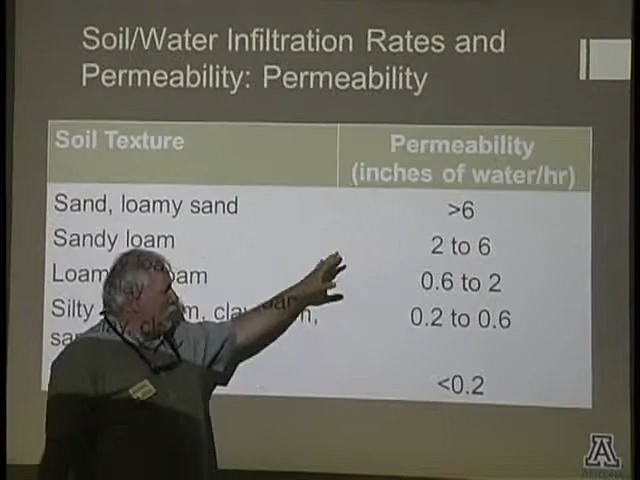 Soil/Water Infiltration Rates and
Permeability: Permeability
Soil Texture
Permeability
(inches of water/hr)
Sand, loamy sand
>6
Sandy loam
2 to 6
Loam
0.6 to 2
Silty
0.2 to 0.6
<0.2
A